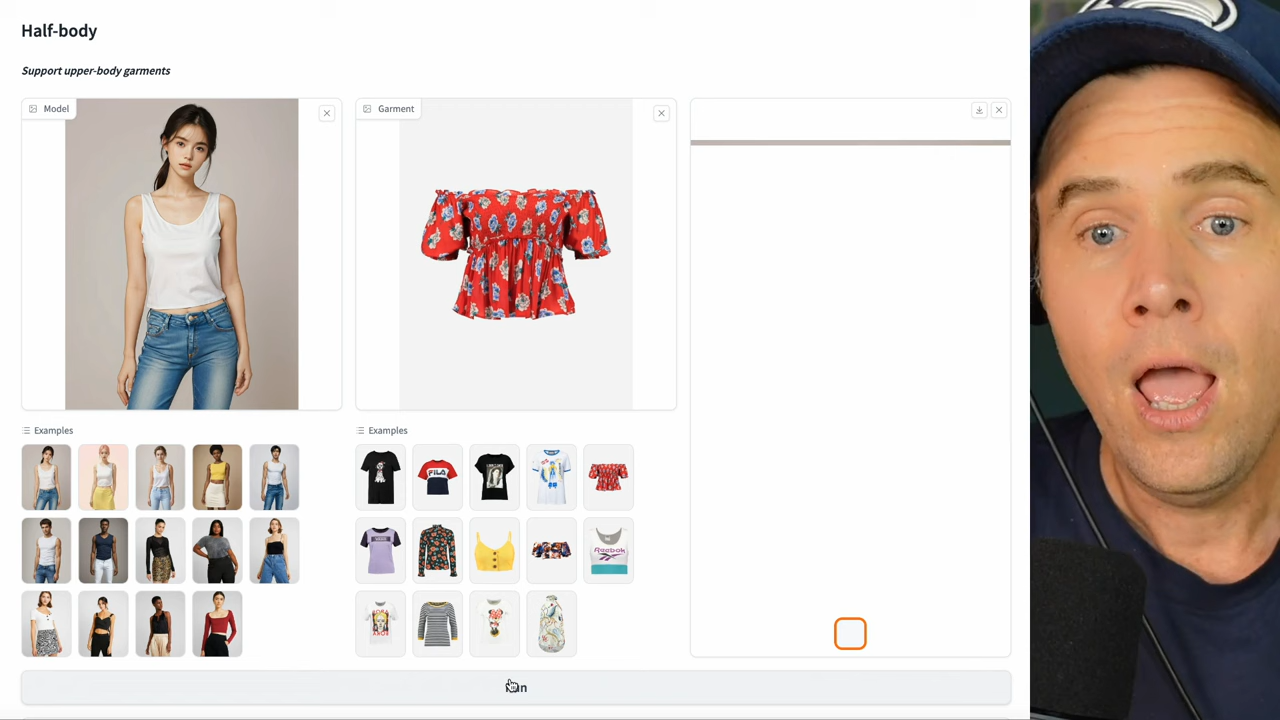 Half-body
Support upper-body garments
Model
Garment
Examples
Examples
FILA
Reebok